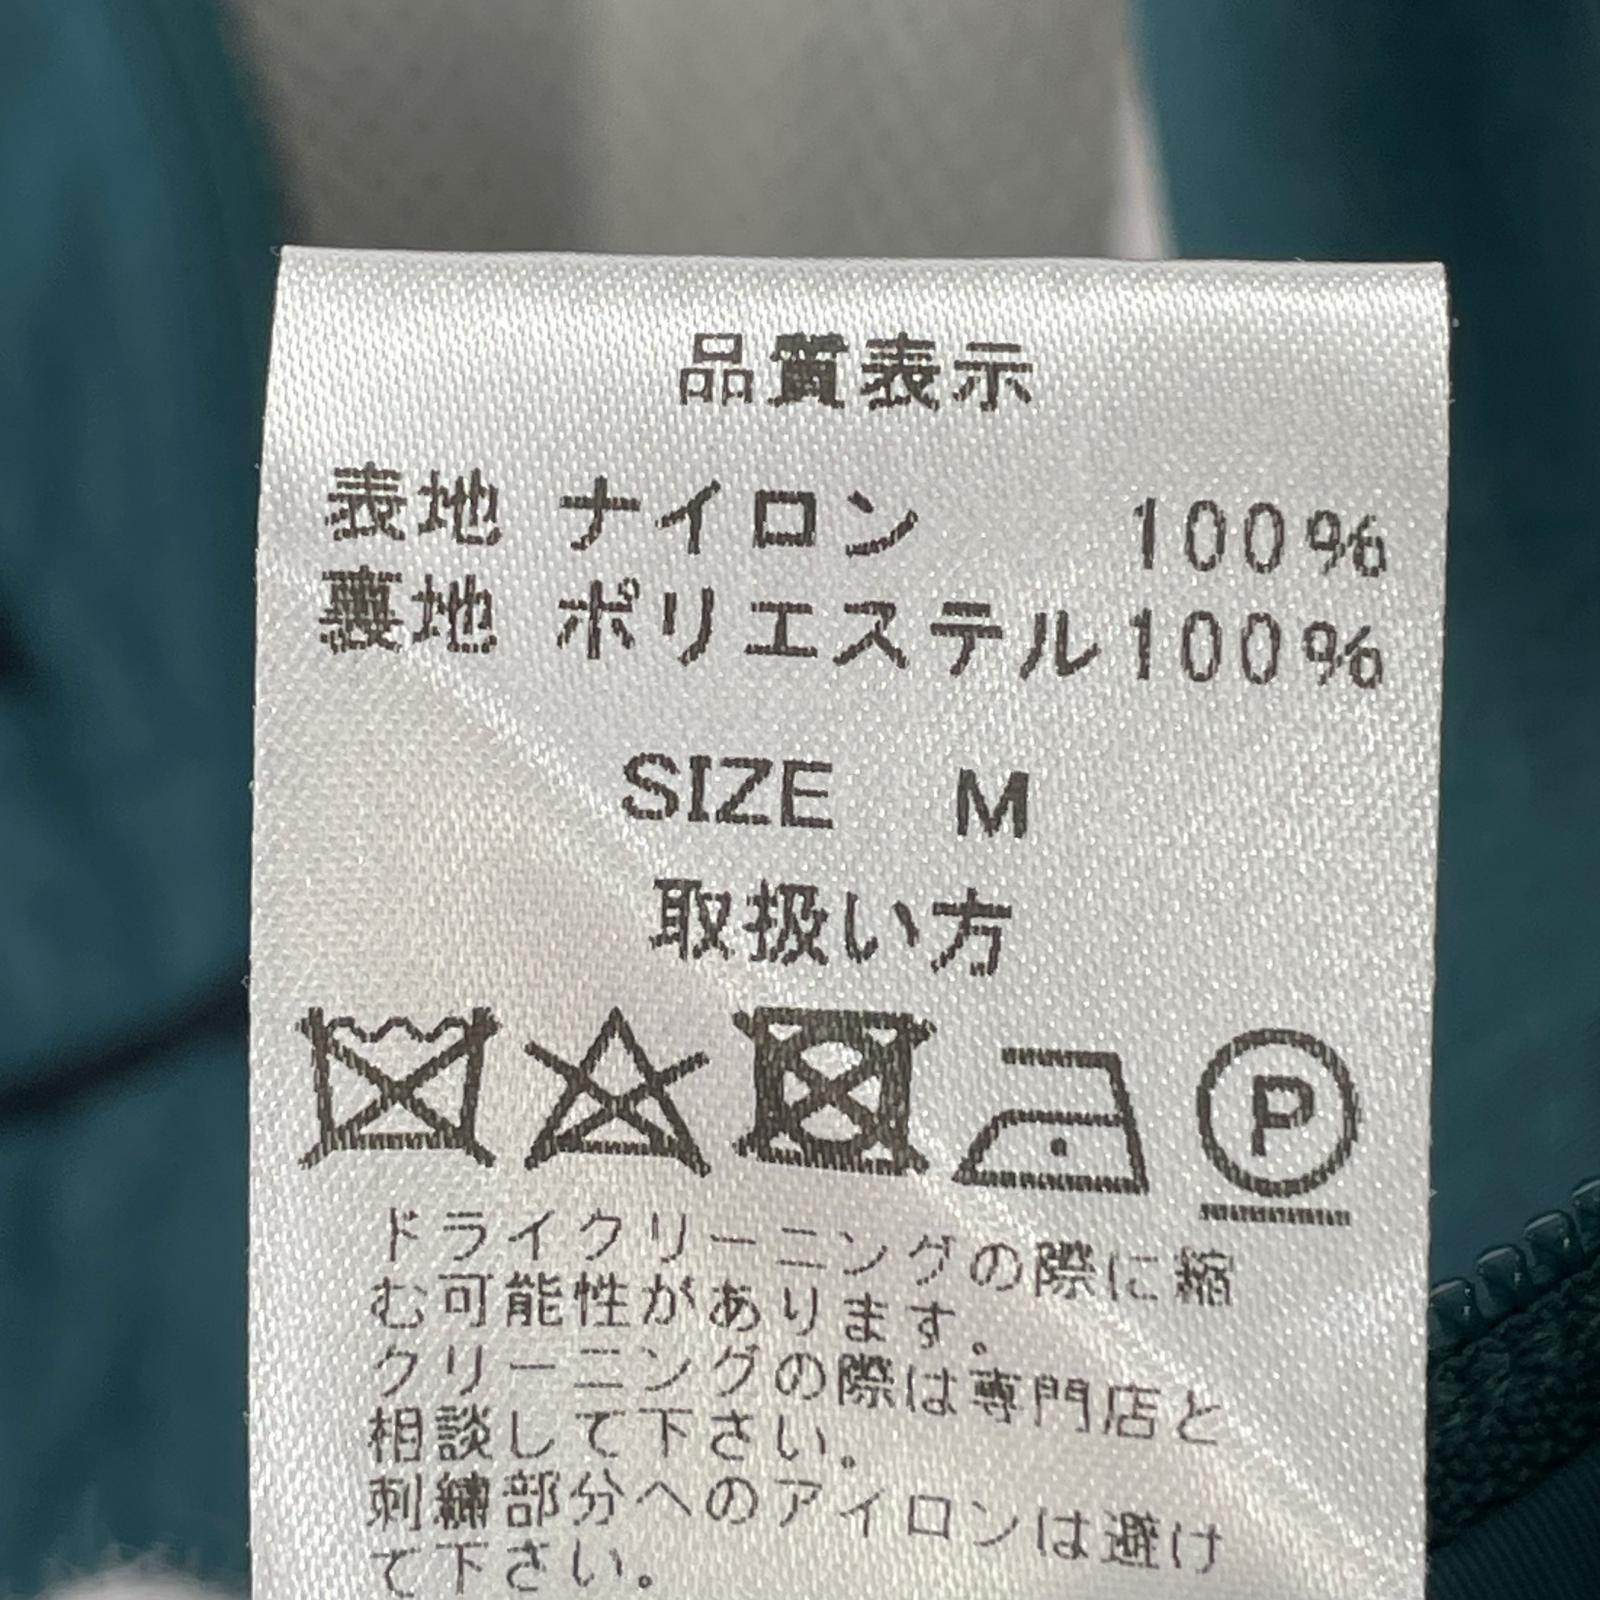 品質表示
表地 ナイロン 100%
裏地 ポリエステル100%
SIZE M
取扱い方
P
ドライクリーニングの際に縮
む可能性があります。
クリーニングの際は専門店と
相談して下さい。
刺繍部分へのアイロンは避け
て下さい。